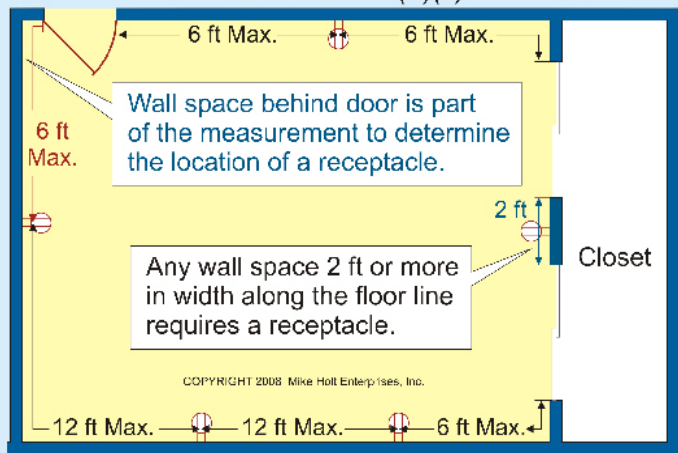 6 ft Max.
6 ft Max.
Wall space behind door is part
of the measurement to determine
the location of a receptacle.
6 ft
Max.
2 ft
Any wall space 2 ft or more
in width along the floor line
requires a receptacle.
Closet
COPYRIGHT 2008 Mike Holt Enterprises, Inc.
12 ft Max.
12 ft Max.
6 ft Max.